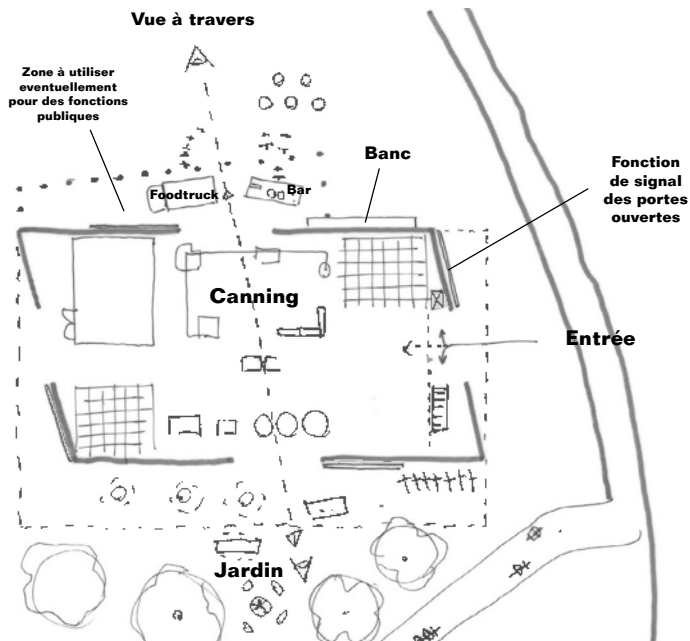 Vue à travers
Zone à utiliser
eventuellement
pour des fonctions
publiques
Banc
Fonction
de signal
des portes
ouvertes
Foodtruck
Bar
Canning
Entrée
Jardin